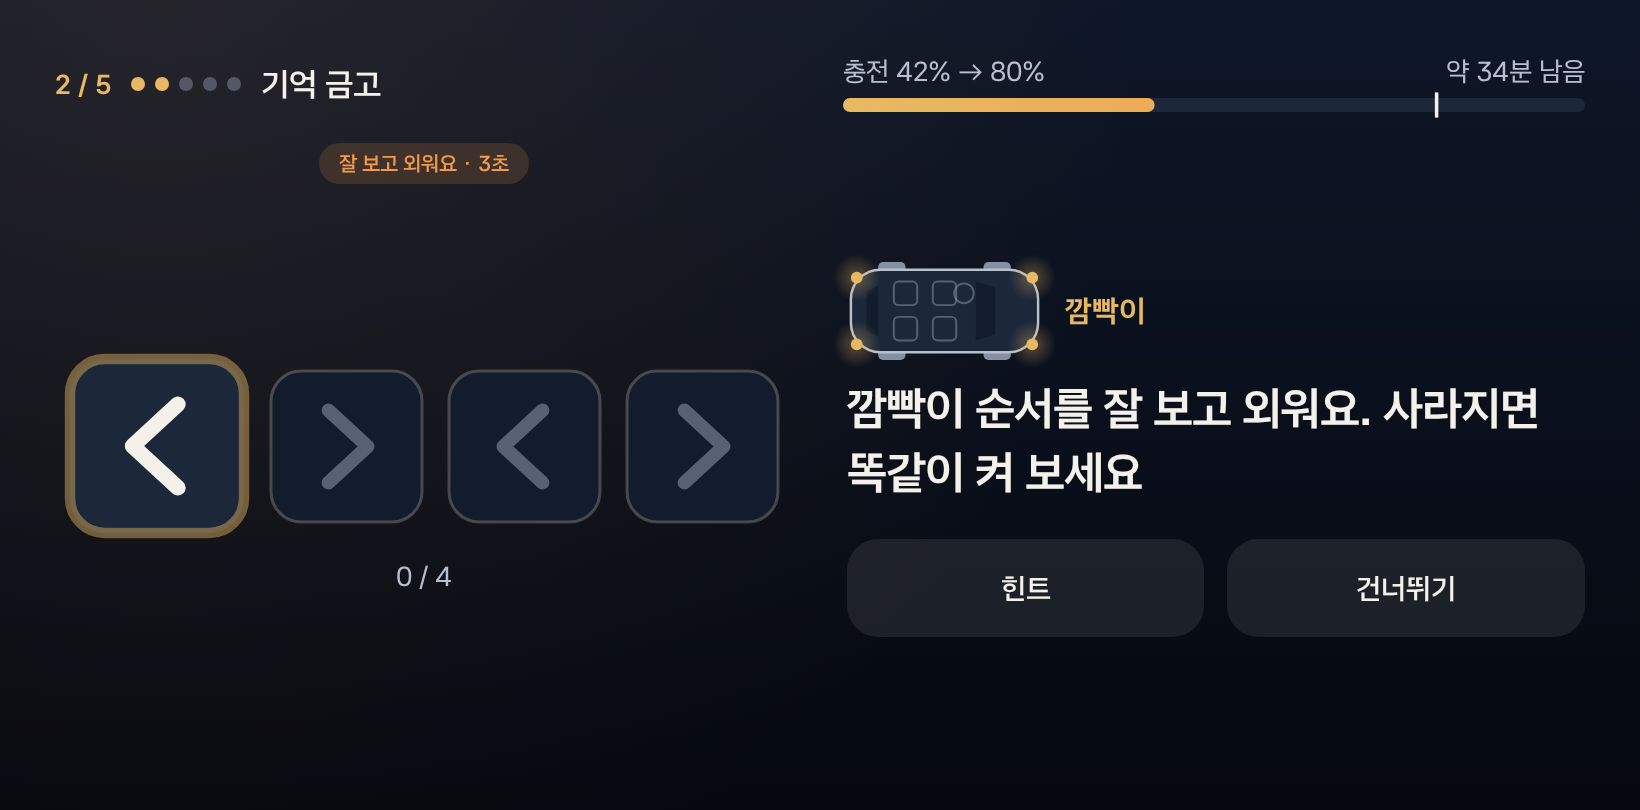 2 / 5 기억 금고
잘 보고 외워요 · 3초
0 / 4
충전 42% → 80%
약 34분 남음
깜빡이
깜빡이 순서를 잘 보고 외워요. 사라지면
똑같이 켜 보세요
힌트
건너뛰기